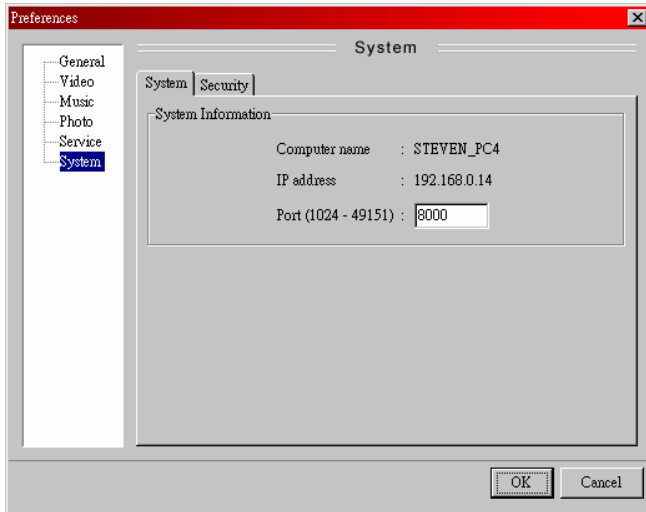 Preferences
General
Video
Music
Photo
Service
System
System
System
Security
System Information
Computer name : STEVEN_PC4
IP address : 192.168.0.14
Port (1024 - 49151) : 8000
OK
Cancel